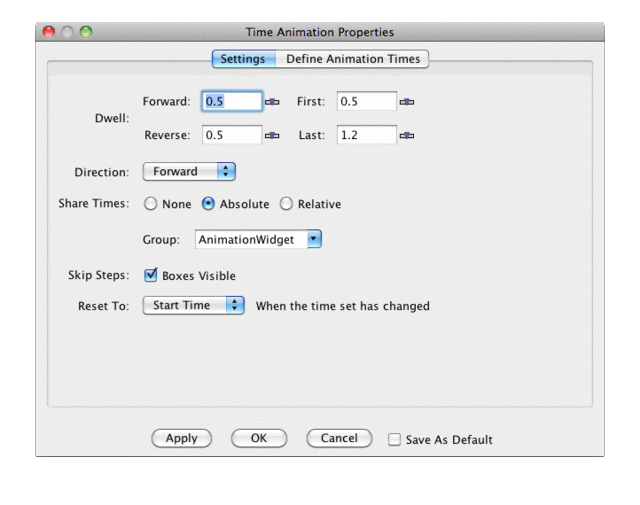 Time Animation Properties
Settings Define Animation Times
Dwell:
Forward: 0.5 First: 0.5
Reverse: 0.5 Last: 1.2
Direction: Forward
Share Times: None Absolute Relative
Group: AnimationWidget
Skip Steps: Boxes Visible
Reset To: Start Time When the time set has changed
Apply OK Cancel Save As Default